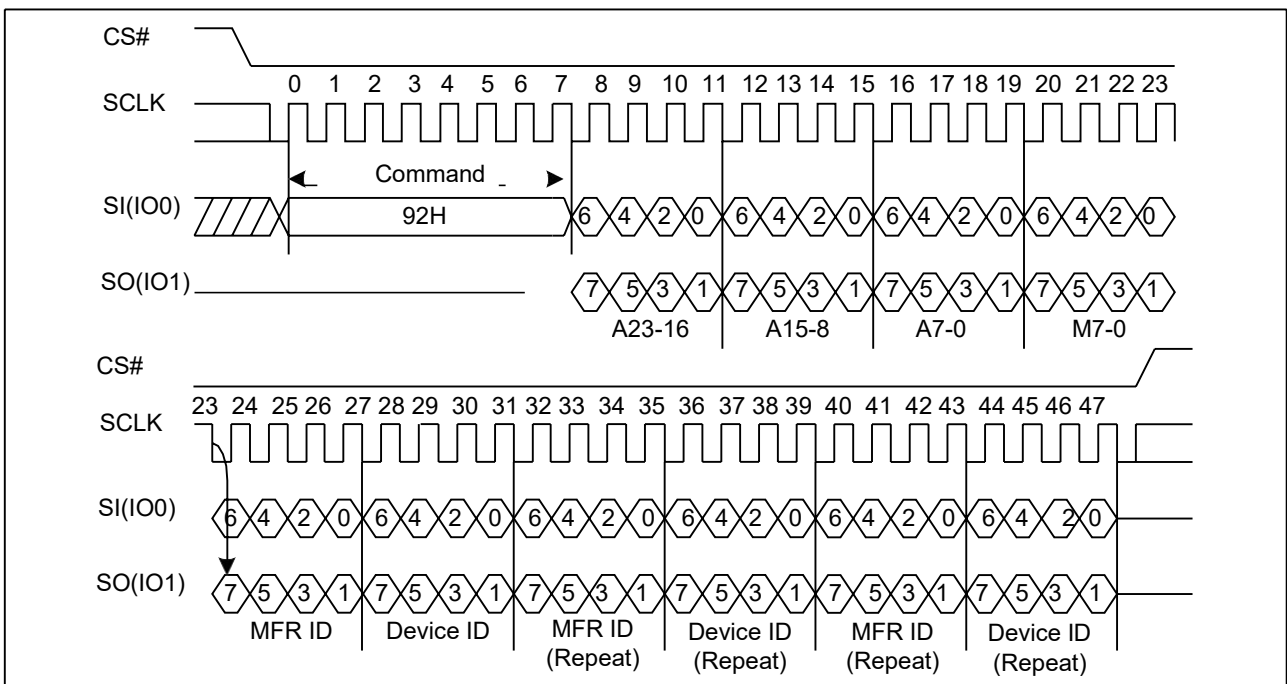 CS#
0 1 2 3 4 5 6 7 8 9 10 11 12 13 14 15 16 17 18 19 20 21 22 23
SCLK
Command
SI(IO0)
92H
6 4 2 0 6 4 2 0 6 4 2 0 6 4 2 0
SO(IO1)
7 5 3 1 7 5 3 1 7 5 3 1 7 5 3 1
A23-16 A15-8 A7-0 M7-0
CS#
23 24 25 26 27 28 29 30 31 32 33 34 35 36 37 38 39 40 41 42 43 44 45 46 47
SCLK
SI(IO0)
6 4 2 0 6 4 2 0 6 4 2 0 6 4 2 0 6 4 2 0 6 4 2 0
SO(IO1)
7 5 3 1 7 5 3 1 7 5 3 1 7 5 3 1 7 5 3 1 7 5 3 1
MFR ID Device ID MFR ID Device ID MFR ID Device ID
(Repeat) (Repeat) (Repeat) (Repeat)